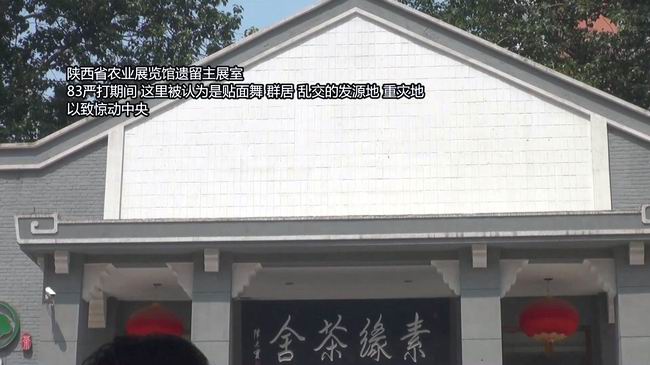 陕西省农业展览馆遗留主展室
83严打期间 这里被认为是贴面舞 群居 乱交的发源地 重灾地
以致惊动中央
素缘茶舍